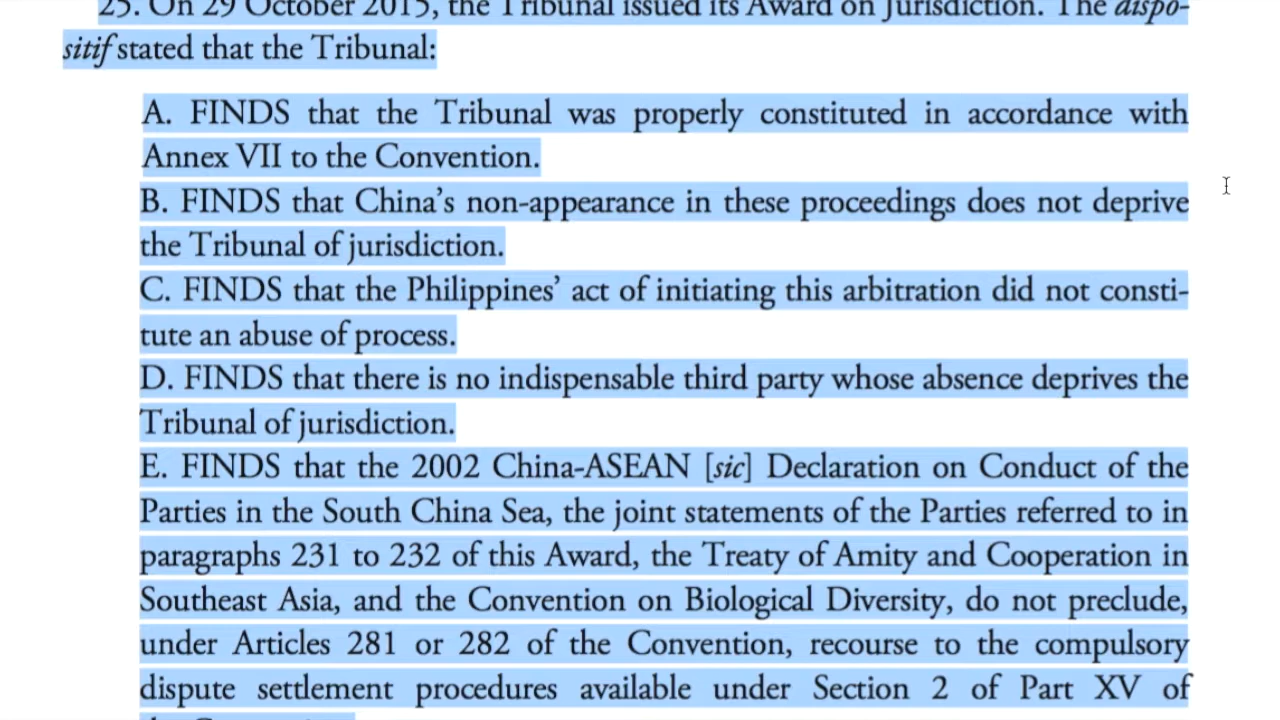 25. On 29 October 2015, the Tribunal issued its Award on Jurisdiction. The dispo-
sitif stated that the Tribunal:
A. FINDS that the Tribunal was properly constituted in accordance with
Annex VII to the Convention.
B. FINDS that China’s non-appearance in these proceedings does not deprive
the Tribunal of jurisdiction.
C. FINDS that the Philippines’ act of initiating this arbitration did not consti-
tute an abuse of process.
D. FINDS that there is no indispensable third party whose absence deprives the
Tribunal of jurisdiction.
E. FINDS that the 2002 China-ASEAN [sic] Declaration on Conduct of the
Parties in the South China Sea, the joint statements of the Parties referred to in
paragraphs 231 to 232 of this Award, the Treaty of Amity and Cooperation in
Southeast Asia, and the Convention on Biological Diversity, do not preclude,
under Articles 281 or 282 of the Convention, recourse to the compulsory
dispute settlement procedures available under Section 2 of Part XV of